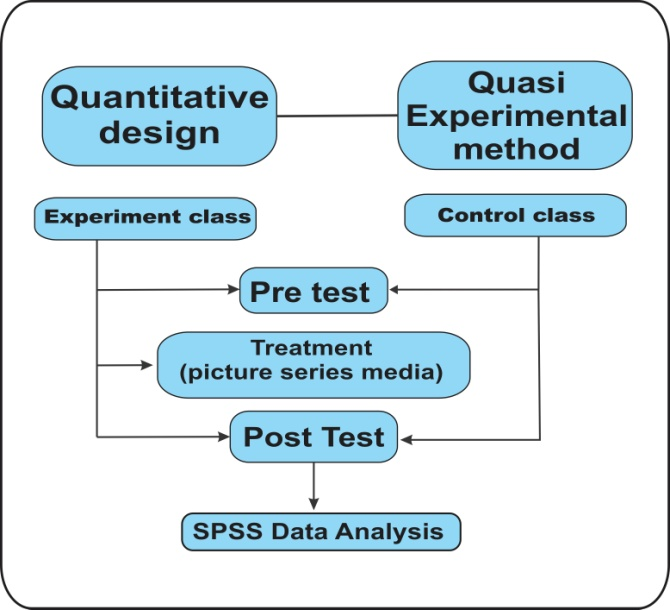 Quantitative
design
Quasi
Experimental
method
Experiment class
Control class
Pre test
Treatment
(picture series media)
Post Test
SPSS Data Analysis